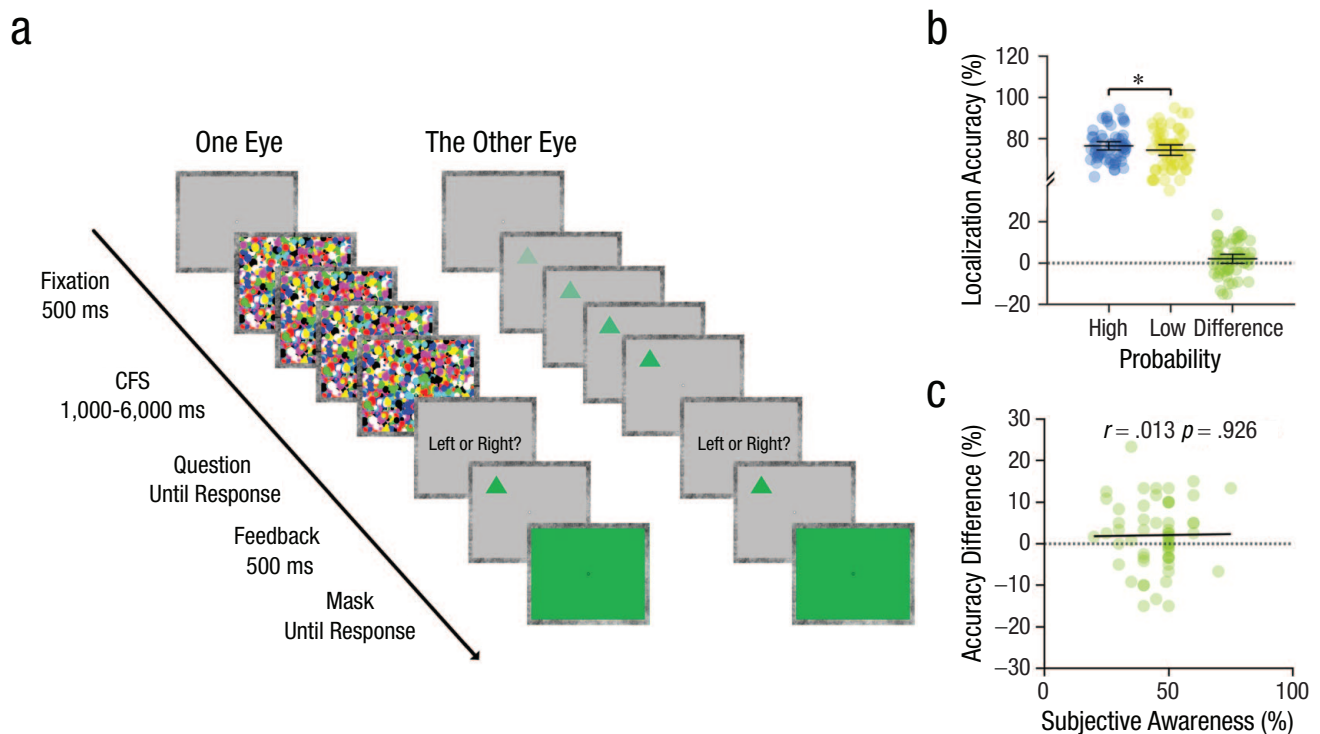 a
One Eye
The Other Eye
Fixation
500 ms
CFS
1,000-6,000 ms
Question
Until Response
Feedback
500 ms
Mask
Until Response
Left or Right?
Left or Right?
b
Localization Accuracy (%)
120
100
80
20
0
−20
*
High
Low
Difference
Probability
c
Accuracy Difference (%)
30
20
10
0
−10
−20
−30
r = .013 p = .926
0
50
100
Subjective Awareness (%)